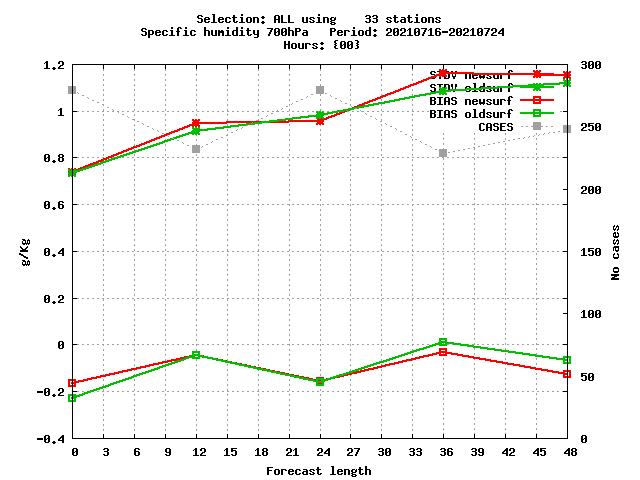 Selection: ALL using    33 stations
Specific humidity 700hPa   Period: 20210716-20210724
Hours: {00}
1.2
1
0.8
0.6
0.4
0.2
0
-0.2
-0.4
300
250
200
150
100
50
0
g/Kg
No cases
STDV newsurf
STDV oldsurf
BIAS newsurf
BIAS oldsurf
CASES
0 3 6 9 12 15 18 21 24 27 30 33 36 39 42 45 48
Forecast length